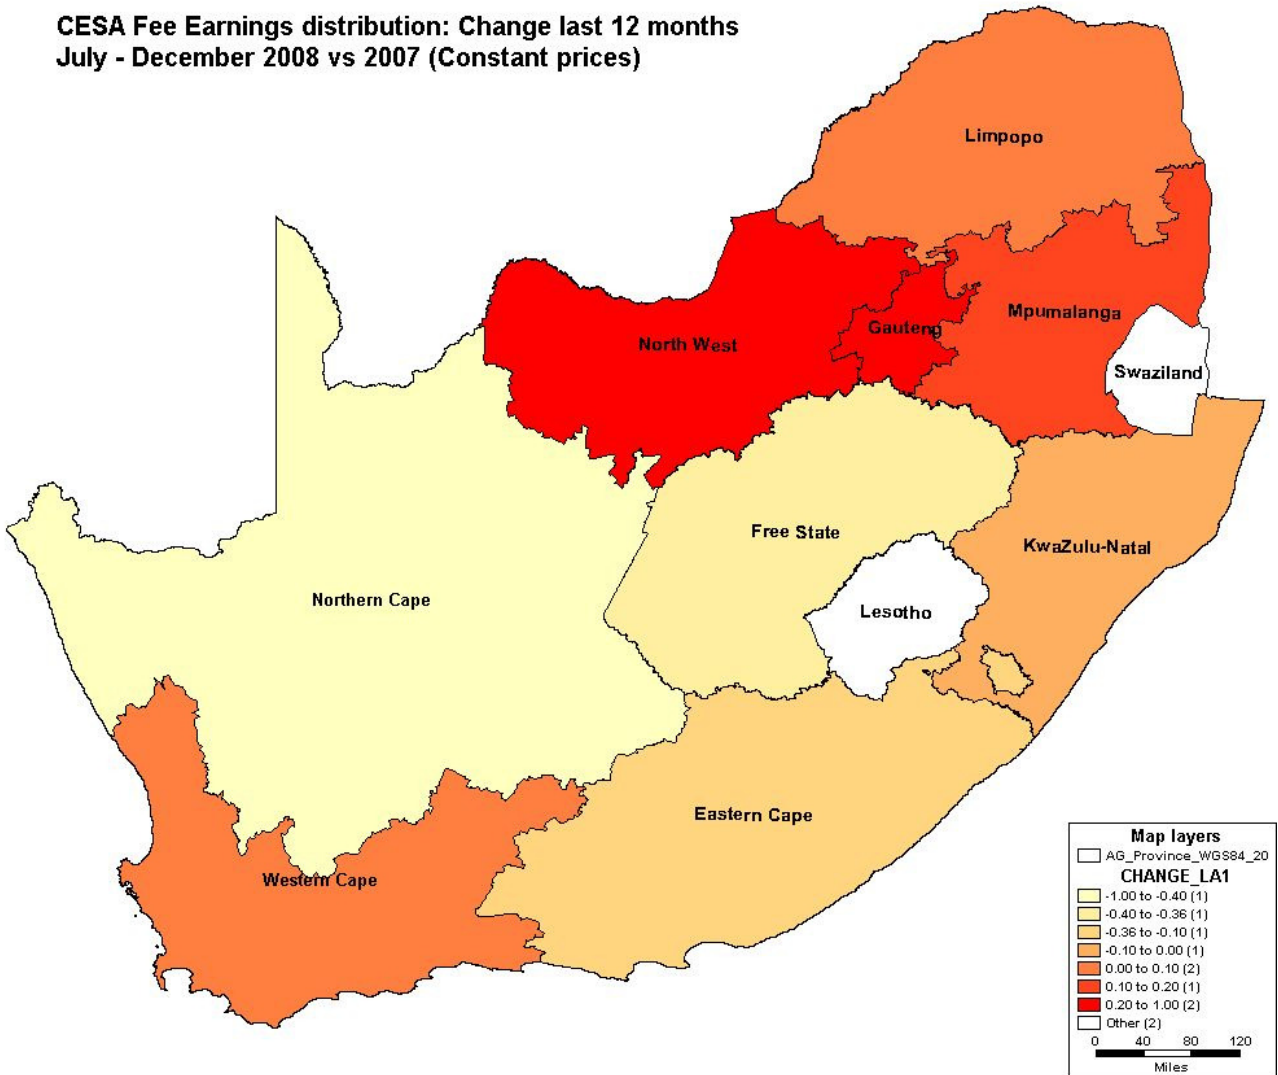 CESA Fee Earnings distribution: Change last 12 months
July - December 2008 vs 2007 (Constant prices)
Limpopo
Mpumalanga
Gauteng
North West
Swaziland
Free State
KwaZulu-Natal
Northern Cape
Lesotho
Eastern Cape
Western Cape
Map layers
AG_Province_WGS84_20
CHANGE_LA1
-1.00 to -0.40 (1)
-0.40 to -0.36 (1)
-0.36 to -0.10 (1)
-0.10 to 0.00 (1)
0.00 to 0.10 (2)
0.10 to 0.20 (1)
0.20 to 1.00 (2)
Other (2)
0 40 80 120
Miles